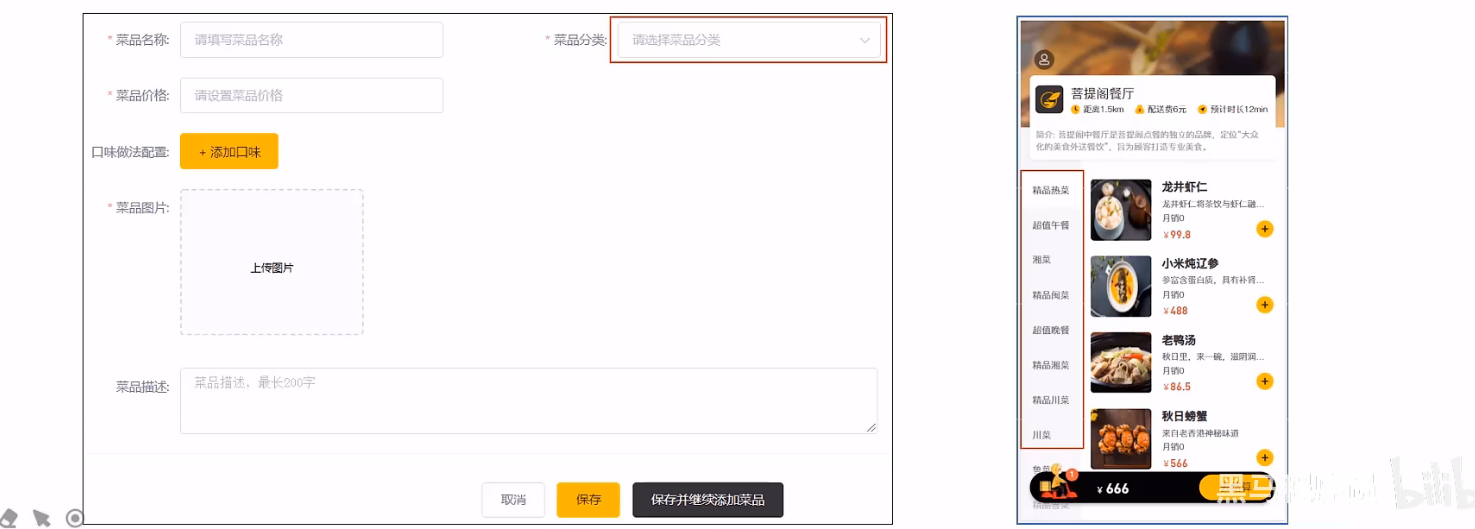 * 菜品名称: 请填写菜品名称
* 菜品分类: 请选择菜品分类
* 菜品价格: 请设置菜品价格
口味做法配置: + 添加口味
* 菜品图片:
上传图片
菜品描述: 菜品描述，最长200字
取消 保存 保存并继续添加菜品
菩提阁餐厅
距离1.5km 配送费6元 预计时长12min
简介: 菩提阁中餐厅是菩提阁点餐的独立的品牌，定位“大众
化的美食外送餐饮”，旨为顾客打造专业美食。
精品热菜
超值午餐
湘菜
精品闽菜
超值晚餐
精品湘菜
精品川菜
川菜
龙井虾仁
龙井虾仁将茶饮与虾仁融...
月销0
¥99.8
+
小米炖辽参
参富含蛋白质，具有补肾...
月销0
¥488
+
老鸭汤
秋日里，来一碗，滋阴润...
月销0
¥86.5
+
秋日螃蟹
来自老香港神秘味道
月销0
¥566
+
1
¥ 666
黑马
bilib